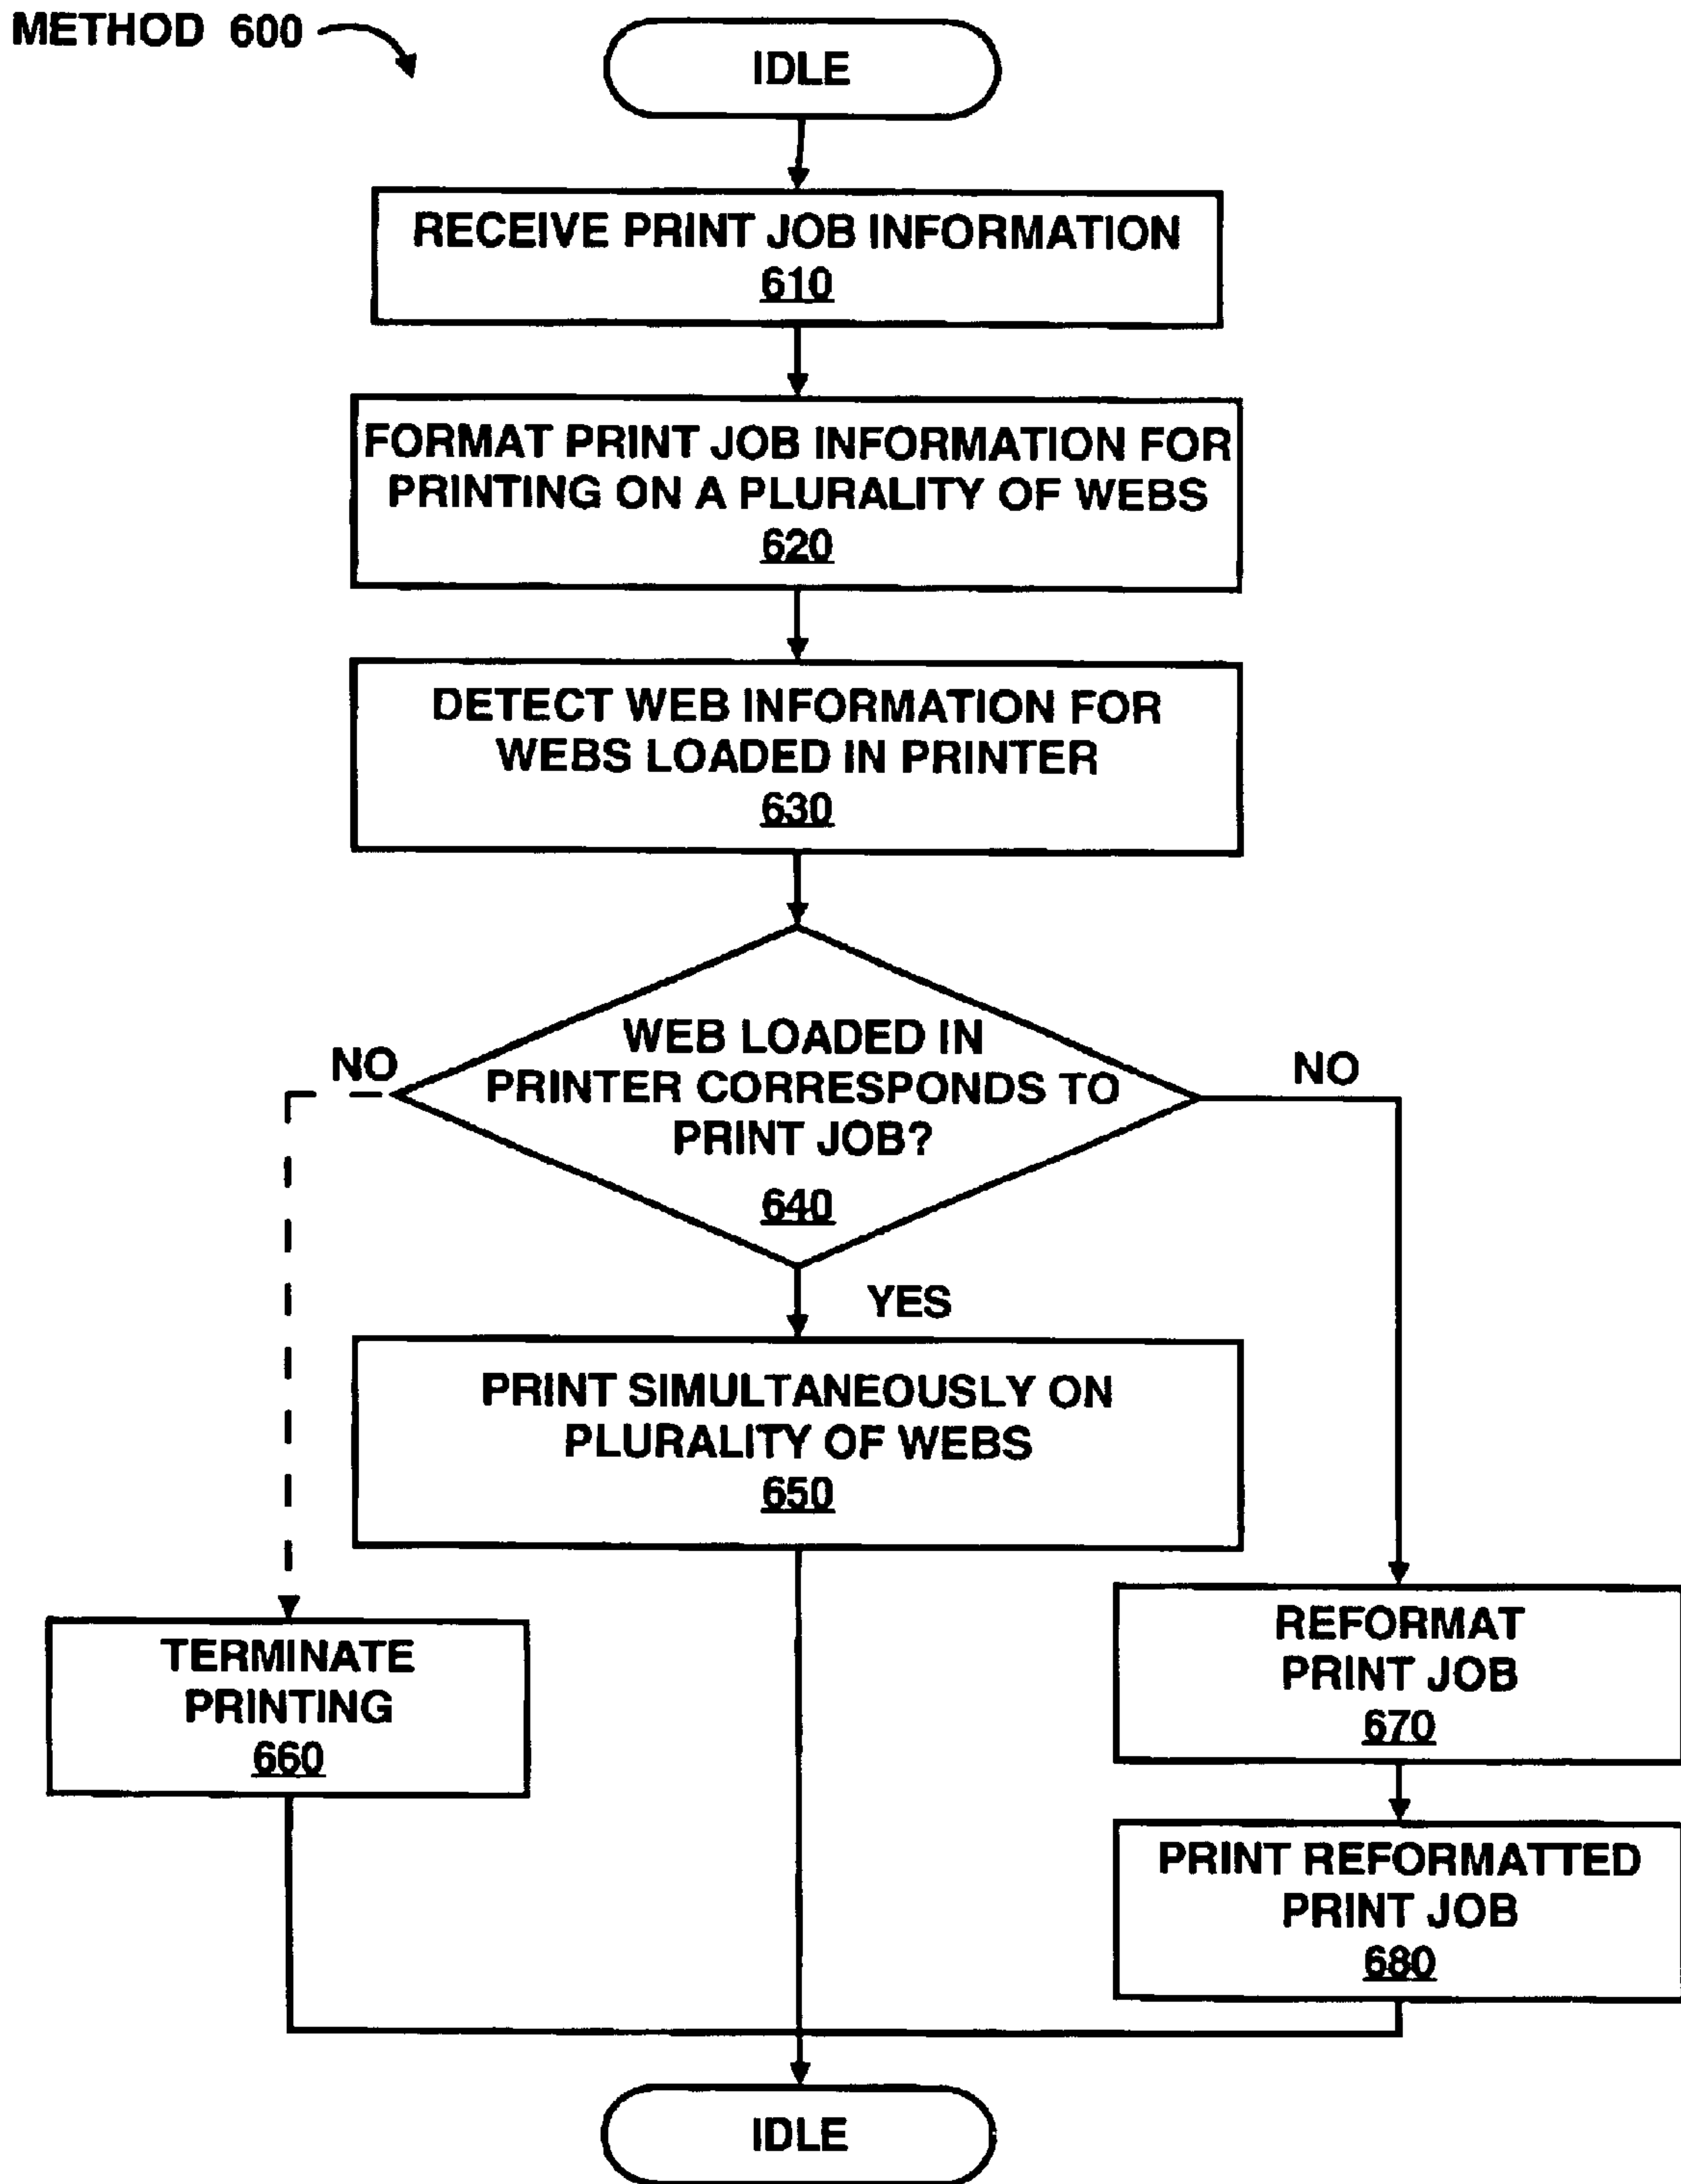 METHOD 600
IDLE
RECEIVE PRINT JOB INFORMATION
610
FORMAT PRINT JOB INFORMATION FOR
PRINTING ON A PLURALITY OF WEBS
620
DETECT WEB INFORMATION FOR
WEBS LOADED IN PRINTER
630
WEB LOADED IN
PRINTER CORRESPONDS TO
PRINT JOB?
640
NO
NO
YES
PRINT SIMULTANEOUSLY ON
PLURALITY OF WEBS
650
TERMINATE
PRINTING
660
REFORMAT
PRINT JOB
670
PRINT REFORMATTED
PRINT JOB
680
IDLE